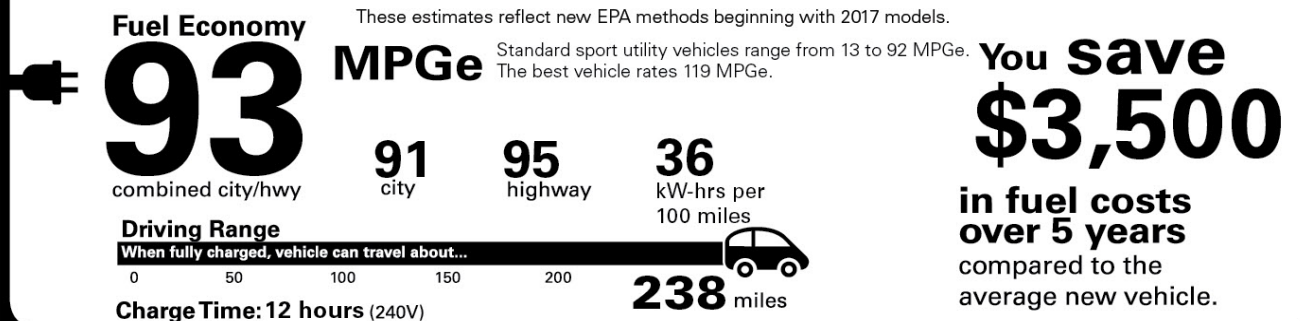 These estimates reflect new EPA methods beginning with 2017 models.
Fuel Economy
93
combined city/hwy
MPGe
Standard sport utility vehicles range from 13 to 92 MPGe.
The best vehicle rates 119 MPGe.
91
city
95
highway
36
kW-hrs per
100 miles
You save
$3,500
in fuel costs
over 5 years
compared to the
average new vehicle.
Driving Range
When fully charged, vehicle can travel about...
0 50 100 150 200
238 miles
Charge Time: 12 hours (240V)